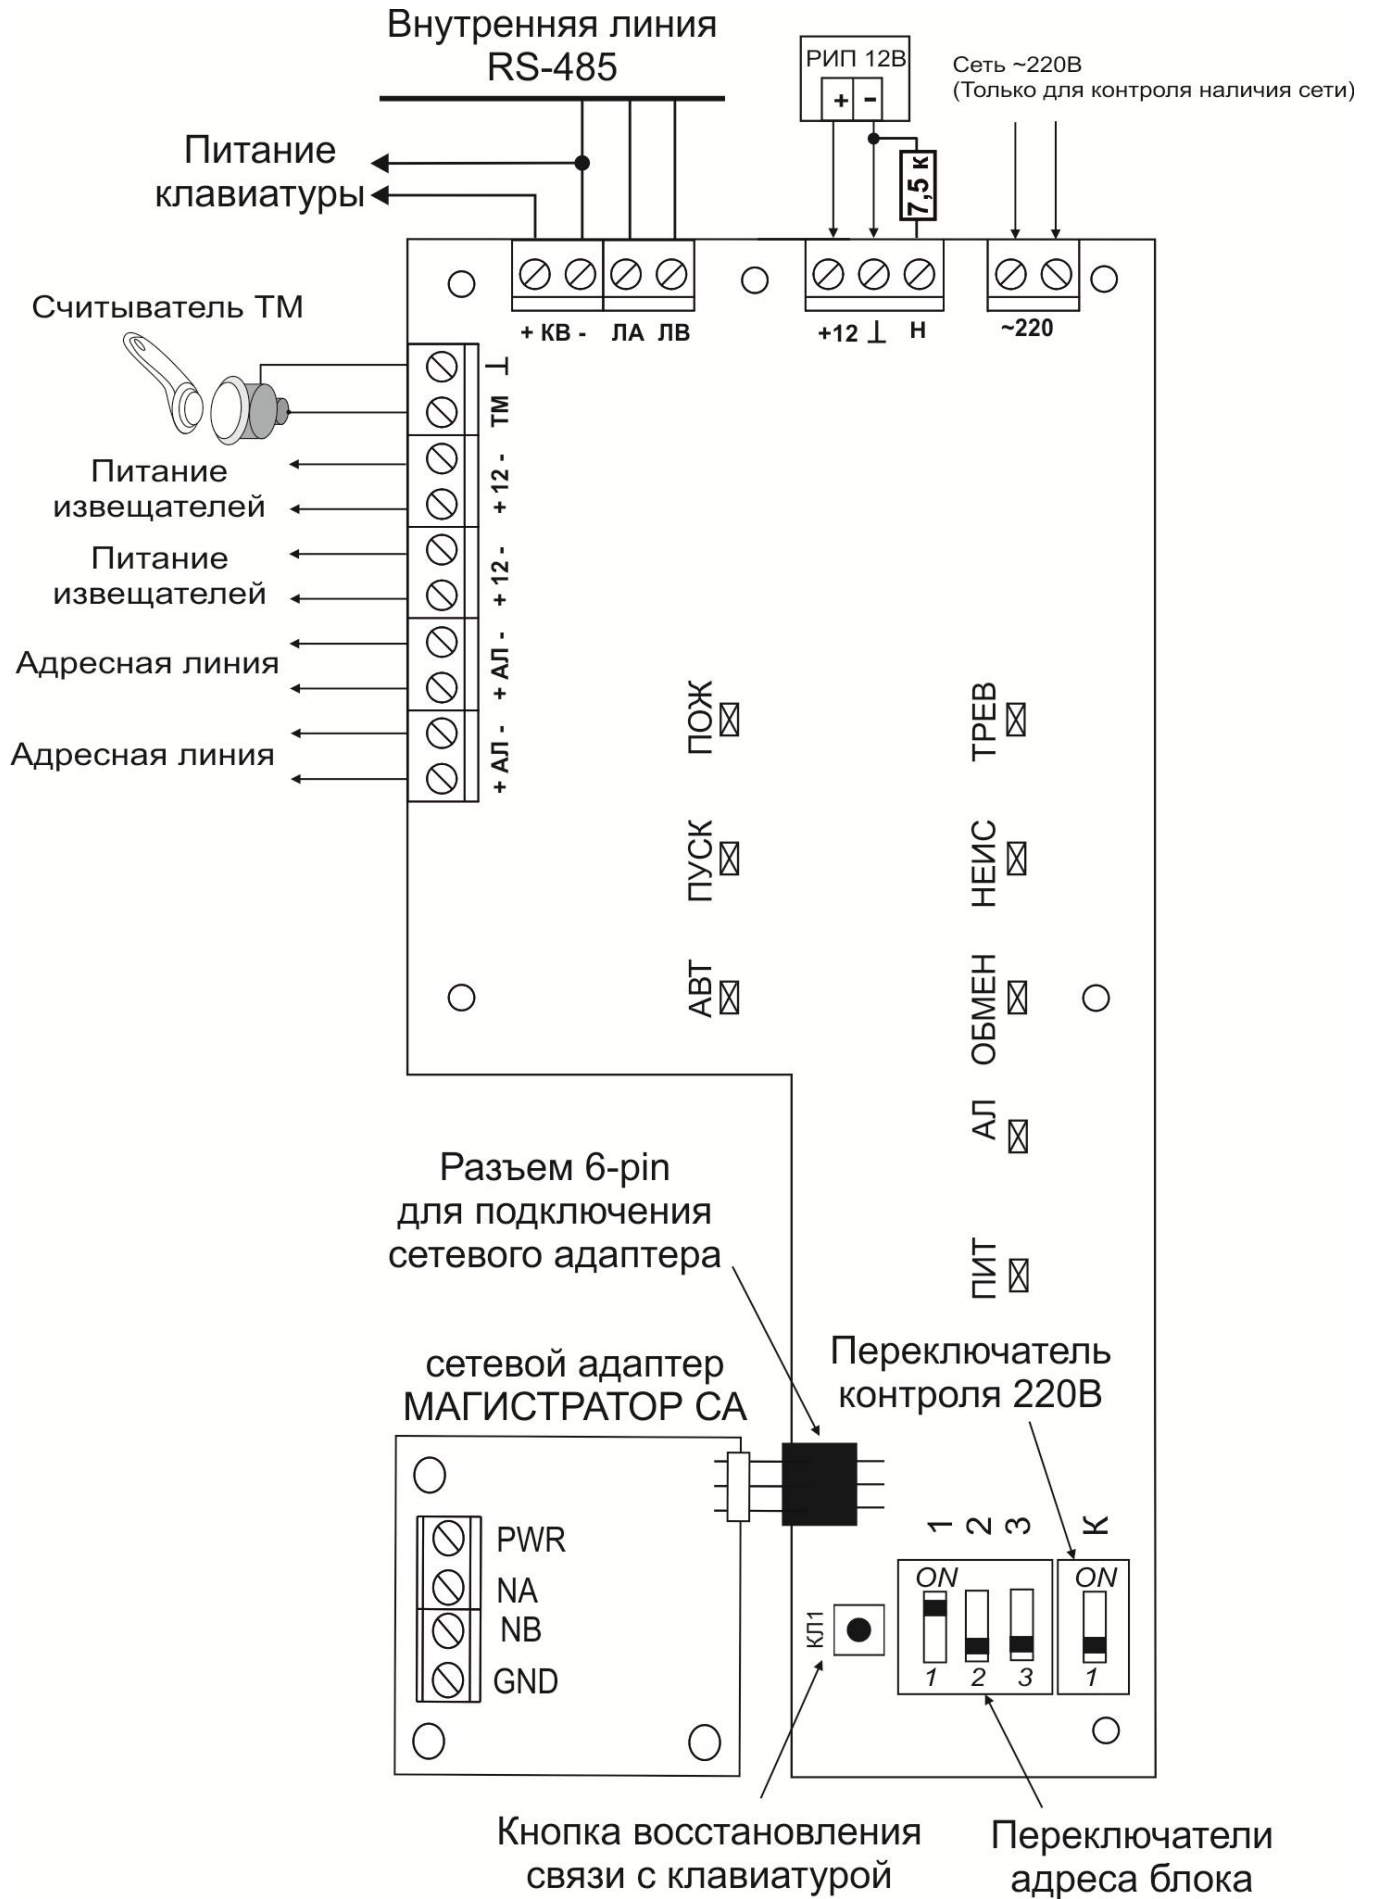 Внутренняя линия
RS-485
РИП 12В
+ -
Сеть ~220В
(Только для контроля наличия сети)
Питание
клавиатуры
7,5 к
+ КВ - ЛА ЛВ
+12 ⊥ Н
~220
Считыватель ТМ
⊥
ТМ
Питание
извещателей
+ 12 -
Питание
извещателей
+ 12 -
Адресная линия
+ АЛ -
Адресная линия
+ АЛ -
ПОЖ
ТРЕВ
ПУСК
НЕИС
АВТ
ОБМЕН
АЛ
ПИТ
Разъем 6-pin
для подключения
сетевого адаптера
Переключатель
контроля 220В
сетевой адаптер
МАГИСТРАТОР СА
PWR
NA
NB
GND
1 2 3 К
ON ON
КЛ1
1 2 3 1
Кнопка восстановления
связи с клавиатурой
Переключатели
адреса блока